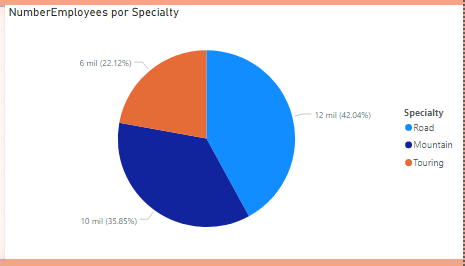 NumberEmployees por Specialty
6 mil (22.12%)
12 mil (42.04%)
10 mil (35.85%)
Specialty
Road
Mountain
Touring